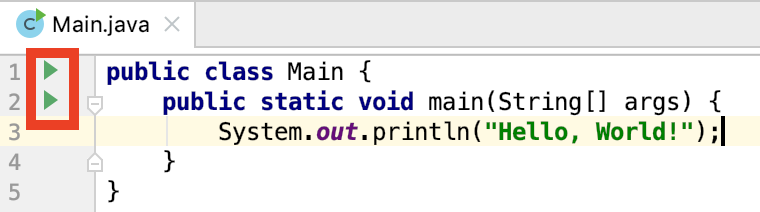 C Main.java
1 public class Main {
2 public static void main(String[] args) {
3 System.out.println("Hello, World!");
4 }
5 }